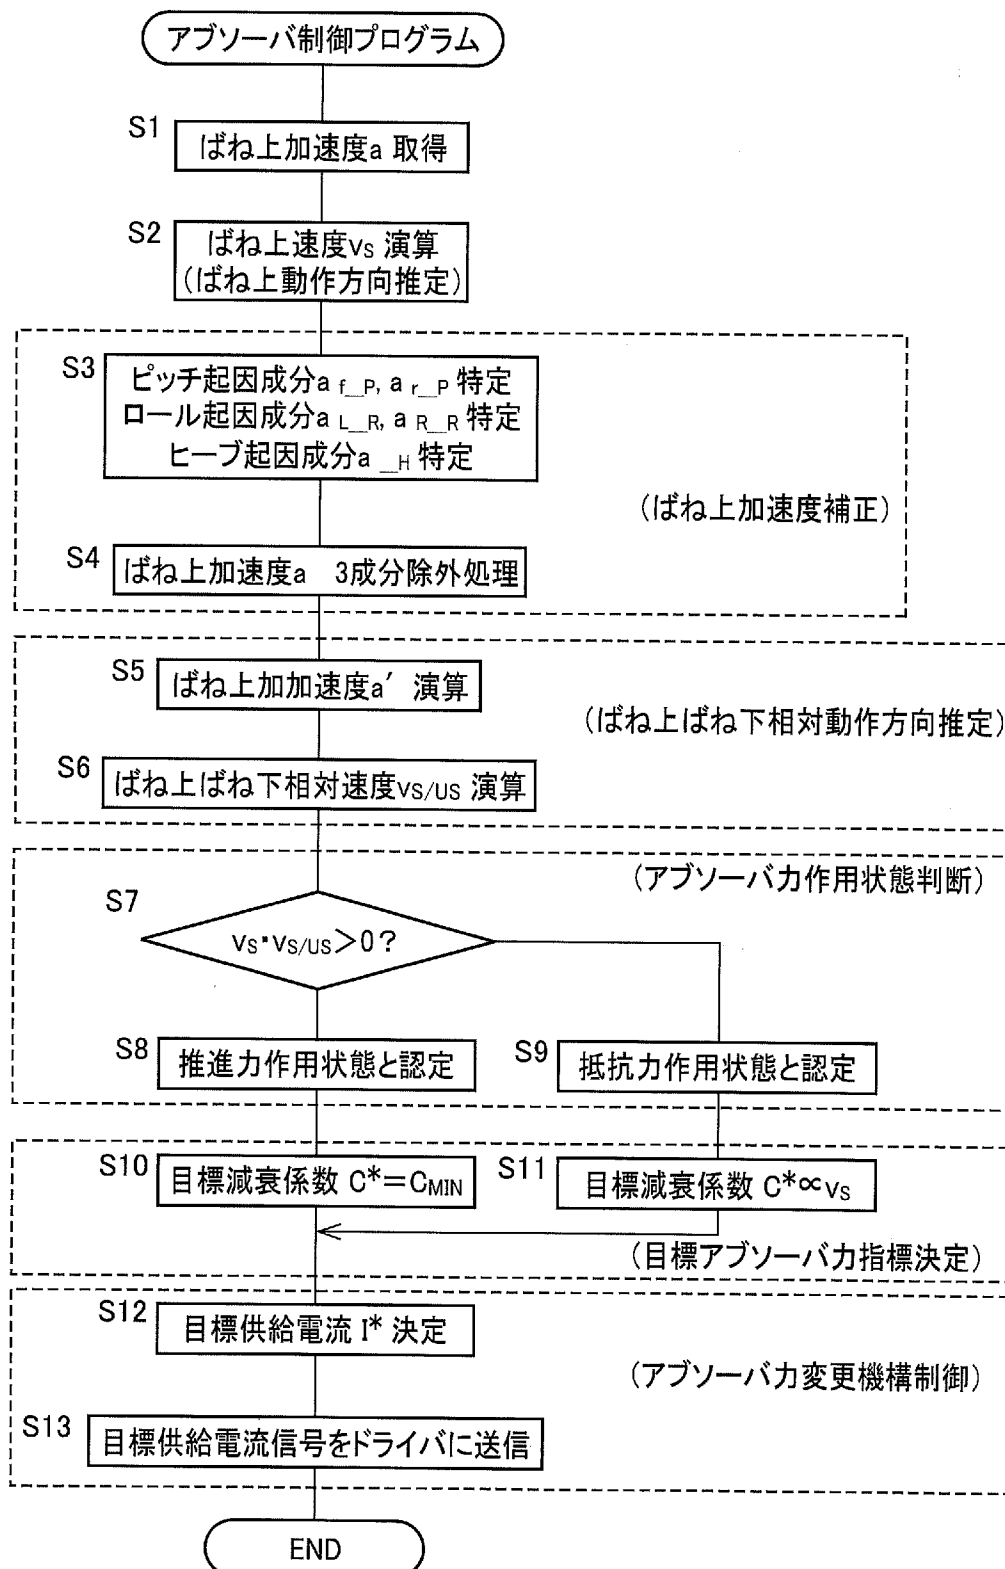 アブソーバ制御プログラム
S1
ばね上加速度a 取得
S2
ばね上速度vS 演算
(ばね上動作方向推定)
S3
ピッチ起因成分a f_P, a r_P 特定
ロール起因成分a L_R, a R_R 特定
ヒーブ起因成分a _H 特定
(ばね上加速度補正)
S4
ばね上加速度a 3成分除外処理
S5
ばね上加加速度a′ 演算
(ばね上ばね下相対動作方向推定)
S6
ばね上ばね下相対速度vS/US 演算
(アブソーバ力作用状態判断)
S7
vS・vS/US>0?
S8
推進力作用状態と認定
S9
抵抗力作用状態と認定
S10
目標減衰係数 C*=CMIN
S11
目標減衰係数 C*∝vS
(目標アブソーバ力指標決定)
S12
目標供給電流 I* 決定
(アブソーバ力変更機構制御)
S13
目標供給電流信号をドライバに送信
END